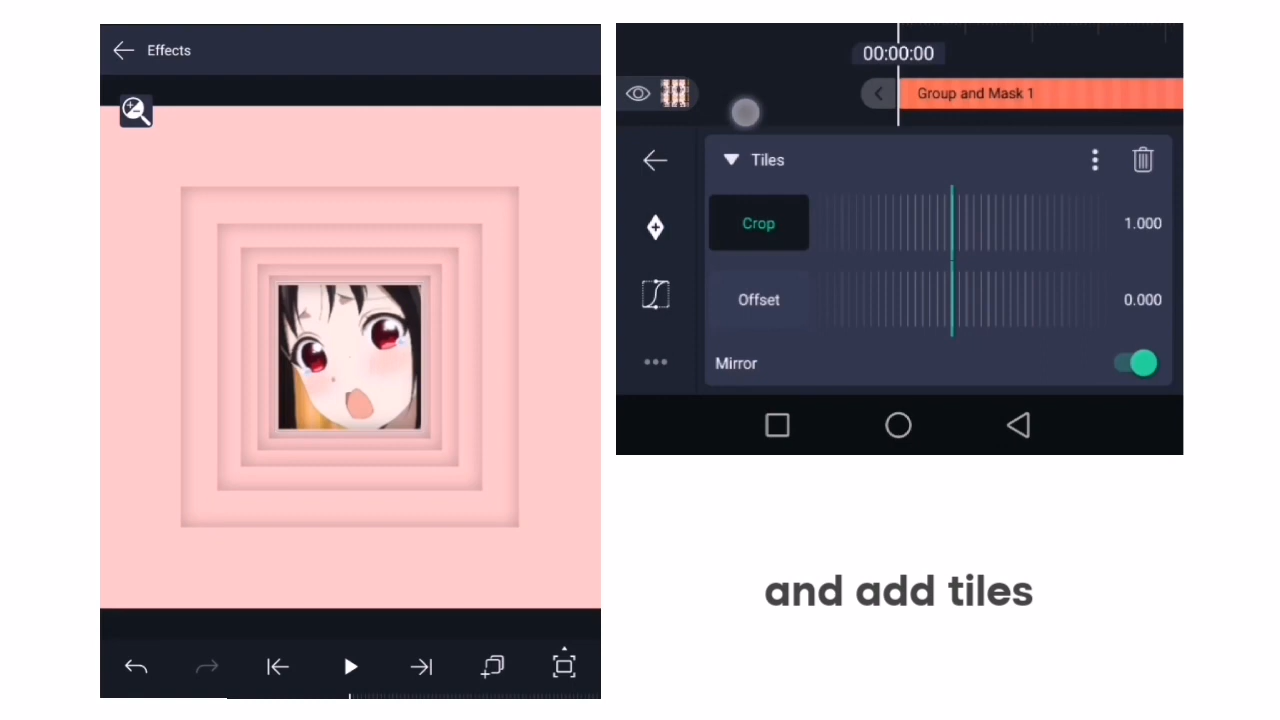 Effects
00:00:00
Group and Mask 1
Tiles
Crop
1.000
Offset
0.000
Mirror
and add tiles